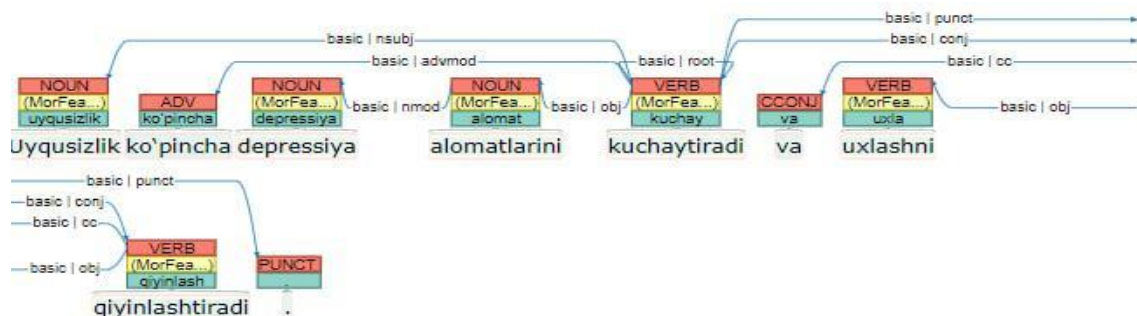 basic | punct
basic | nsubj basic | conj
basic | advmod basic | root basic | cc
NOUN ADV NOUN NOUN VERB CCONJ VERB
(MorFea...) (MorFea...) basic | nmod (MorFea...) basic | obj (MorFea...) (MorFea...) basic | obj
uyqusizlik ko'pincha depressiya alomat kuchay va uxla
Uyqusizlik ko`pincha depressiya alomatlarini kuchaytiradi va uxlashni
basic | punct
basic | conj
basic | cc
VERB PUNCT
basic | obj (MorFea...)
qiyinlash .
qiyinlashtiradi .